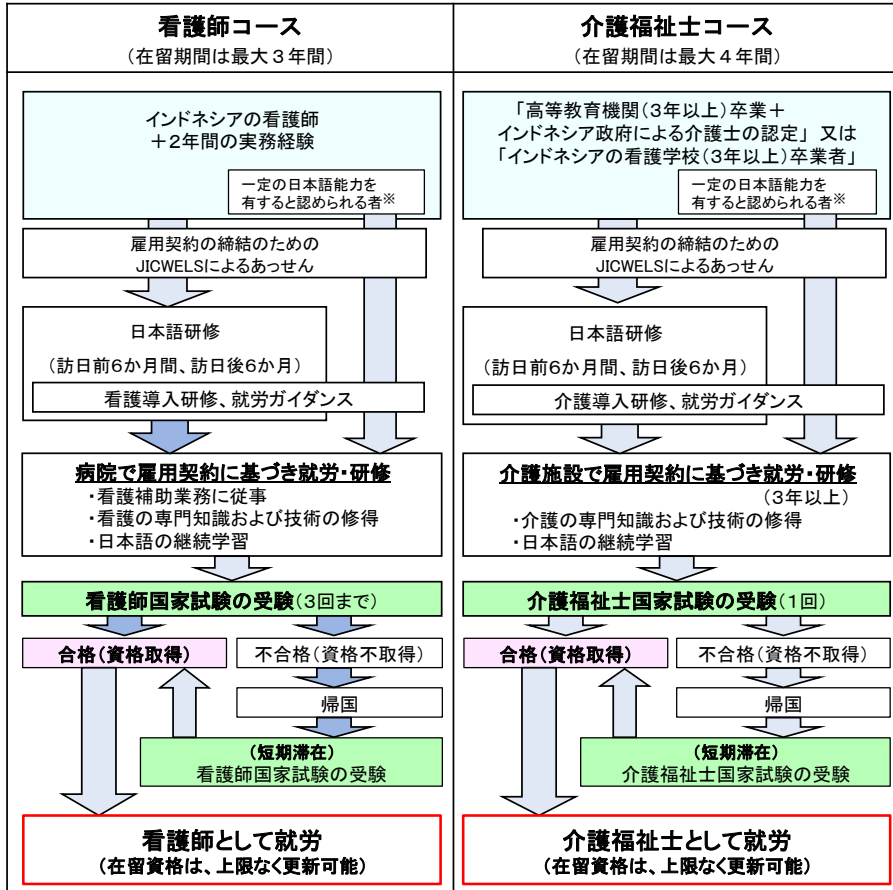 看護師コース
(在留期間は最大3年間)
インドネシアの看護師
+2年間の実務経験
一定の日本語能力を
有すると認められる者※
雇用契約の締結のための
JICWELSによるあっせん
日本語研修
(訪日前6か月間、訪日後6か月)
看護導入研修、就労ガイダンス
病院で雇用契約に基づき就労・研修
・看護補助業務に従事
・看護の専門知識および技術の修得
・日本語の継続学習
看護師国家試験の受験(3回まで)
合格(資格取得)
不合格(資格不取得)
帰国
(短期滞在)
看護師国家試験の受験
看護師として就労
(在留資格は、上限なく更新可能)
介護福祉士コース
(在留期間は最大4年間)
「高等教育機関(3年以上)卒業+
インドネシア政府による介護士の認定」 又は
「インドネシアの看護学校(3年以上)卒業者」
一定の日本語能力を
有すると認められる者※
雇用契約の締結のための
JICWELSによるあっせん
日本語研修
(訪日前6か月間、訪日後6か月)
介護導入研修、就労ガイダンス
介護施設で雇用契約に基づき就労・研修
(3年以上)
・介護の専門知識および技術の修得
・日本語の継続学習
介護福祉士国家試験の受験(1回)
合格(資格取得)
不合格(資格不取得)
帰国
(短期滞在)
介護福祉士国家試験の受験
介護福祉士として就労
(在留資格は、上限なく更新可能)